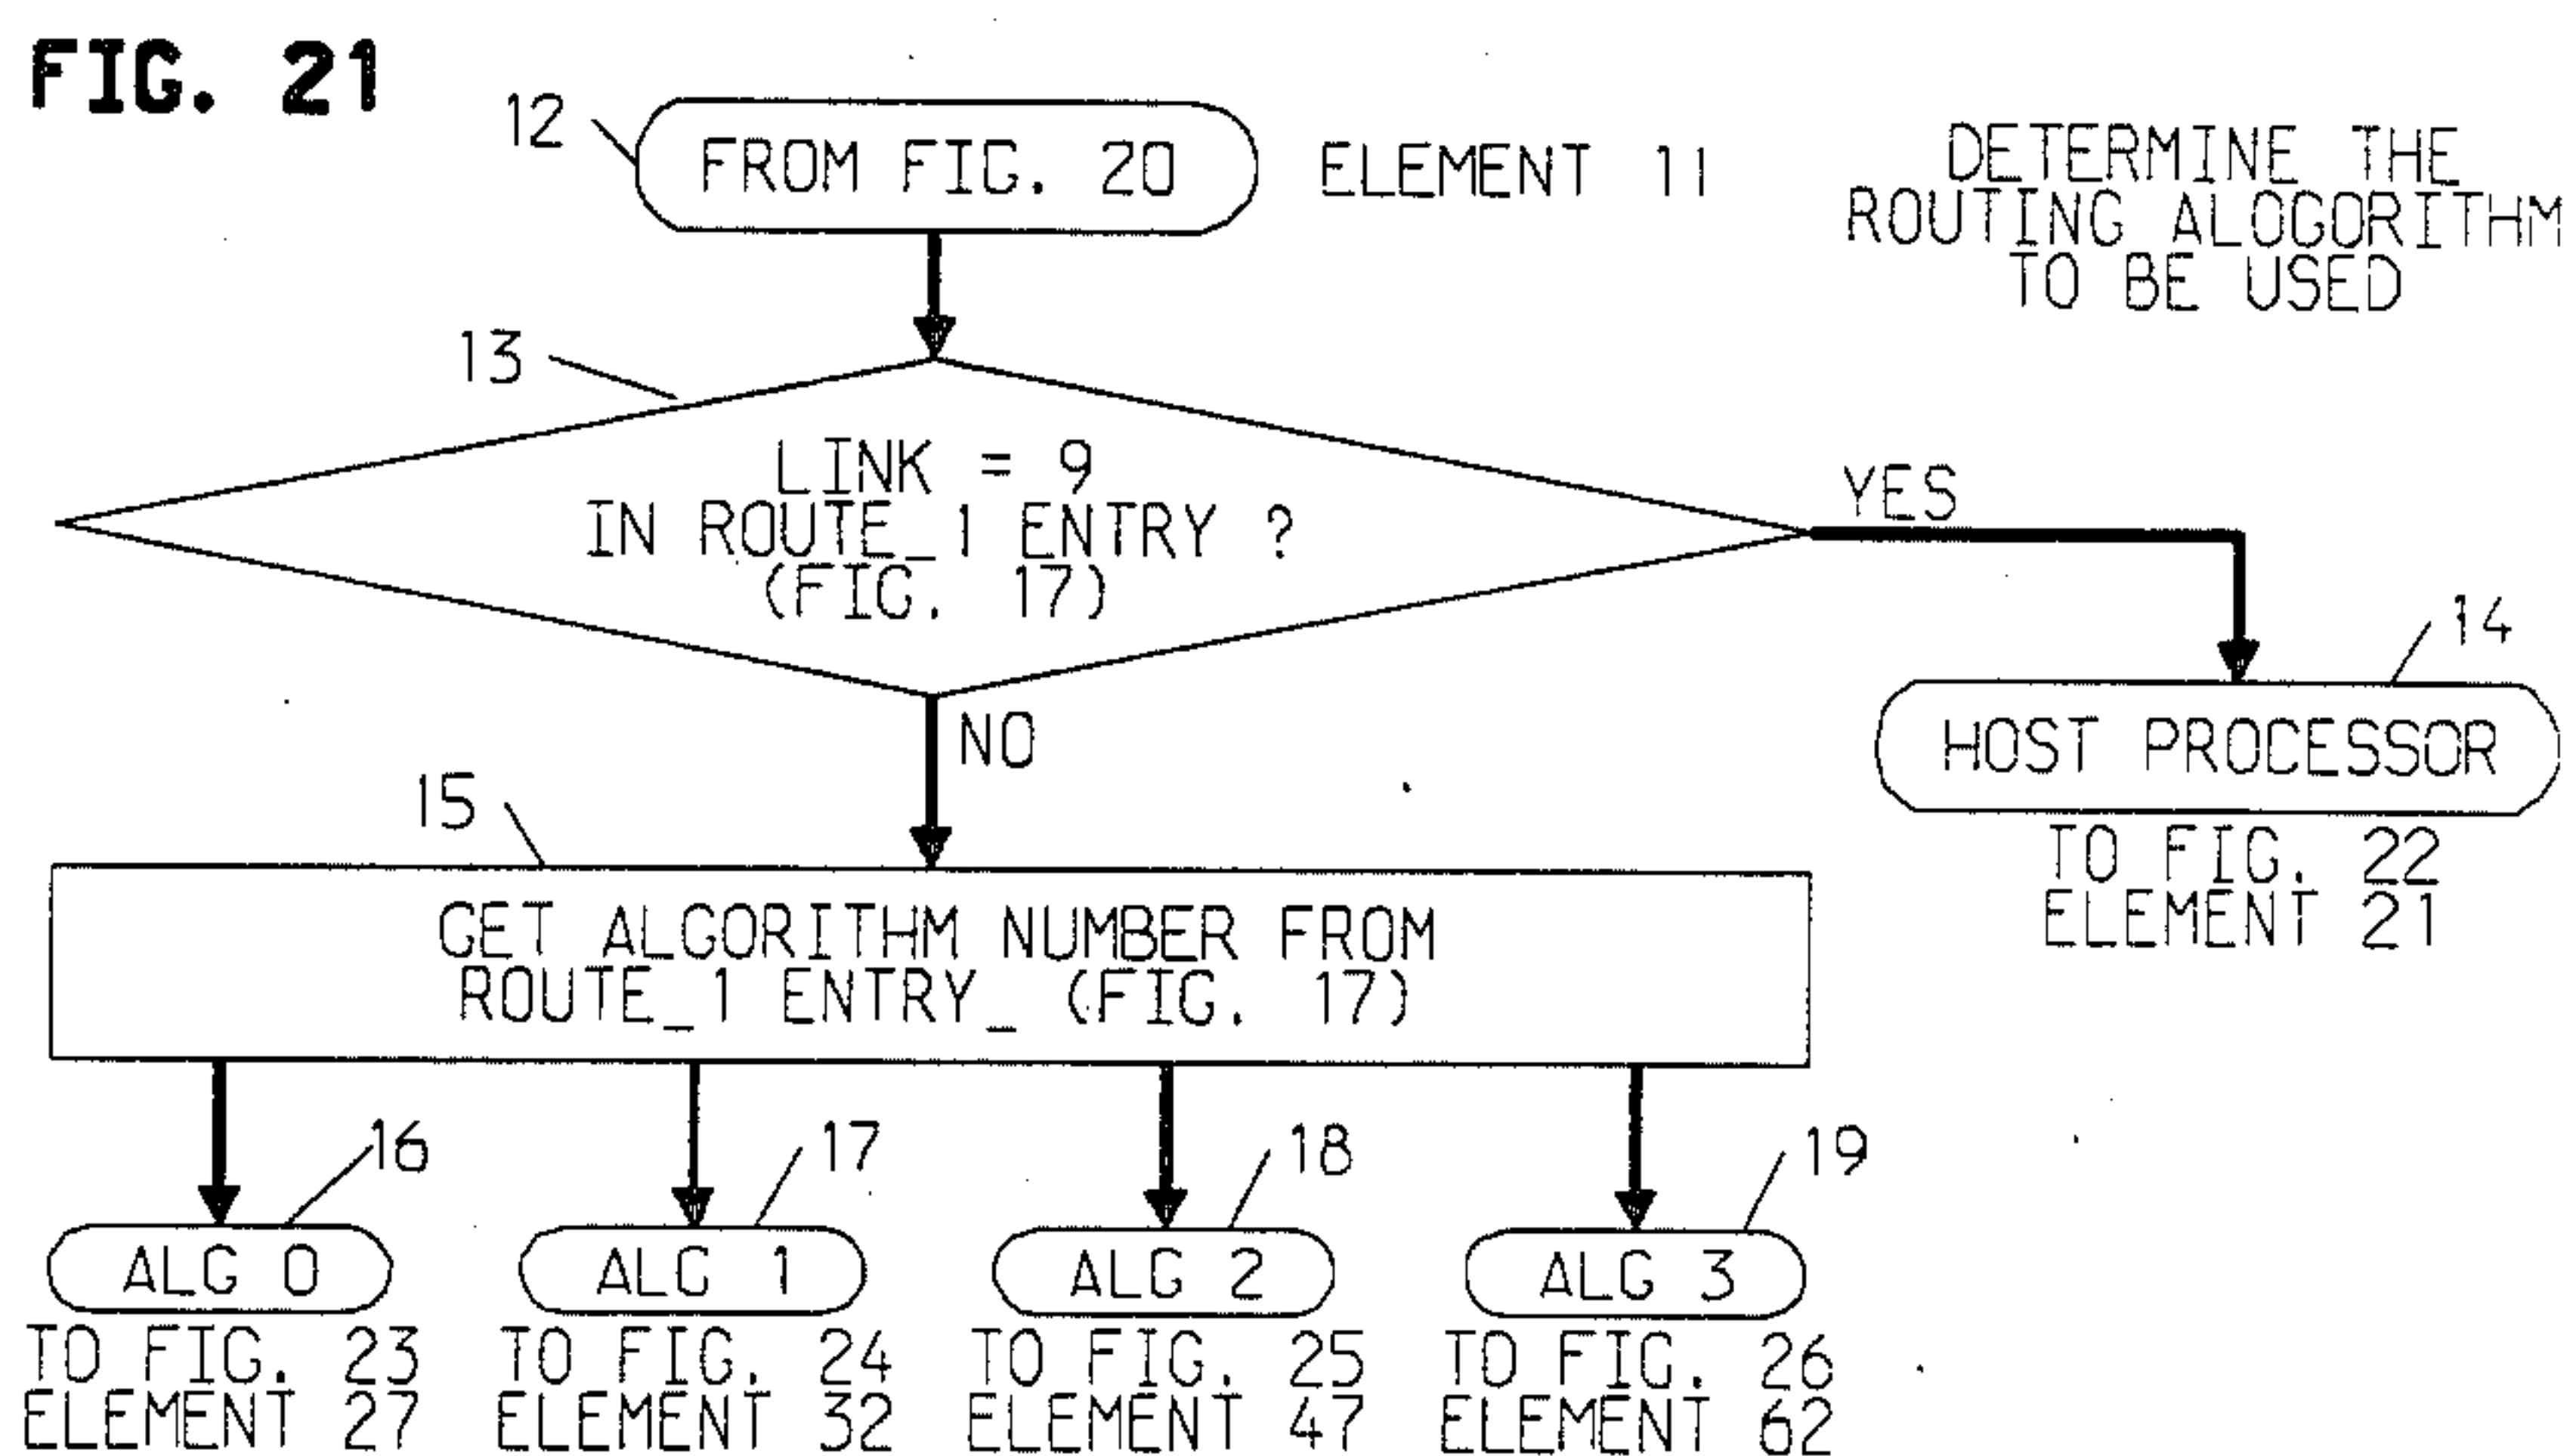 FIG. 21
12
FROM FIG. 20
ELEMENT 11
DETERMINE THE
ROUTING ALOGORITHM
TO BE USED
13
LINK = 9
IN ROUTE_1 ENTRY ?
(FIG. 17)
YES
14
HOST PROCESSOR
TO FIG. 22
ELEMENT 21
NO
15
GET ALGORITHM NUMBER FROM
ROUTE_1 ENTRY_ (FIG. 17)
16
ALG 0
TO FIG. 23
ELEMENT 27
17
ALG 1
TO FIG. 24
ELEMENT 32
18
ALG 2
TO FIG. 25
ELEMENT 47
19
ALG 3
TO FIG. 26
ELEMENT 62